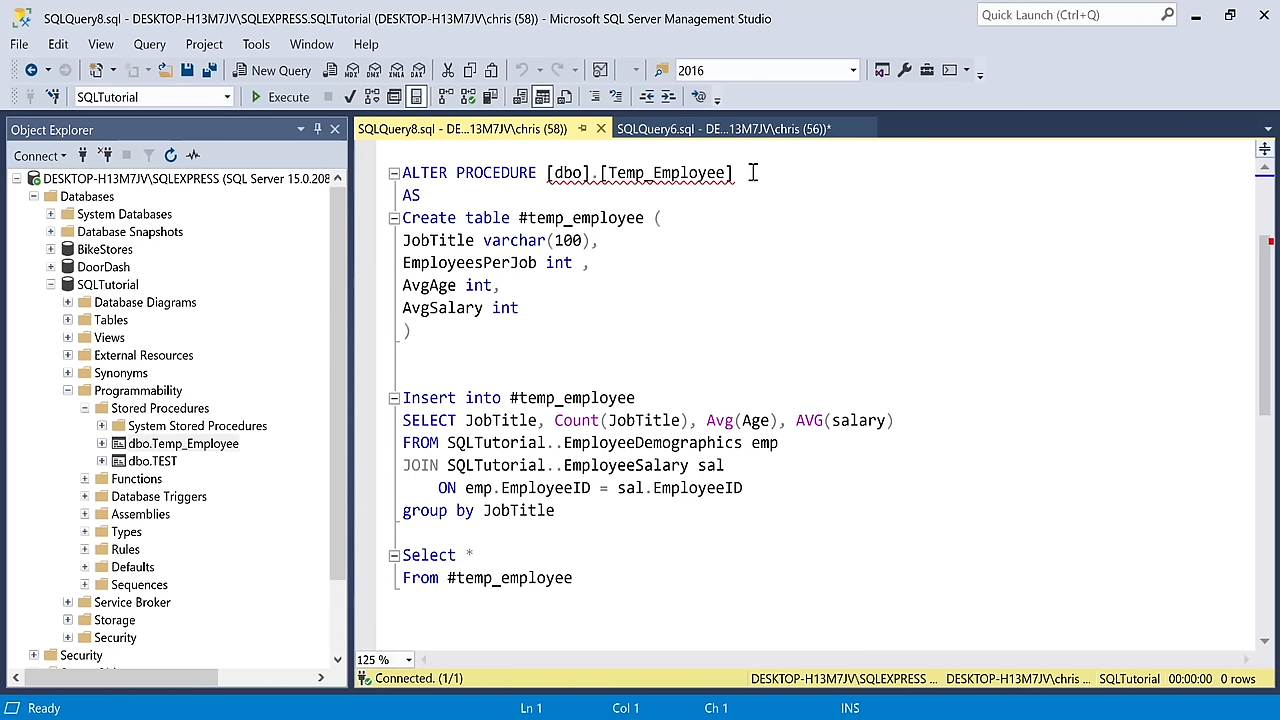 SQLQuery8.sql - DESKTOP-H13M7JV\SQLEXPRESS.SQLTutorial (DESKTOP-H13M7JV\chris (58)) - Microsoft SQL Server Management Studio
Quick Launch (Ctrl+Q)
File Edit View Query Project Tools Window Help
New Query MDX DMX XMLA DAX 2016
SQLTutorial Execute
Object Explorer
SQLQuery8.sql - DE...13M7JV\chris (58))
SQLQuery6.sql - DE...13M7JV\chris (56))*
Connect
DESKTOP-H13M7JV\SQLEXPRESS (SQL Server 15.0.208
Databases
System Databases
Database Snapshots
BikeStores
DoorDash
SQLTutorial
Database Diagrams
Tables
Views
External Resources
Synonyms
Programmability
Stored Procedures
System Stored Procedures
dbo.Temp_Employee
dbo.TEST
Functions
Database Triggers
Assemblies
Types
Rules
Defaults
Sequences
Service Broker
Storage
Security
Security
ALTER PROCEDURE [dbo].[Temp_Employee]
AS
Create table #temp_employee (
JobTitle varchar(100),
EmployeesPerJob int ,
AvgAge int,
AvgSalary int
)
Insert into #temp_employee
SELECT JobTitle, Count(JobTitle), Avg(Age), AVG(salary)
FROM SQLTutorial..EmployeeDemographics emp
JOIN SQLTutorial..EmployeeSalary sal
ON emp.EmployeeID = sal.EmployeeID
group by JobTitle
Select *
From #temp_employee
125 %
Connected. (1/1)
DESKTOP-H13M7JV\SQLEXPRESS ... DESKTOP-H13M7JV\chris ... SQLTutorial 00:00:00 0 rows
Ready Ln 1 Col 1 Ch 1 INS